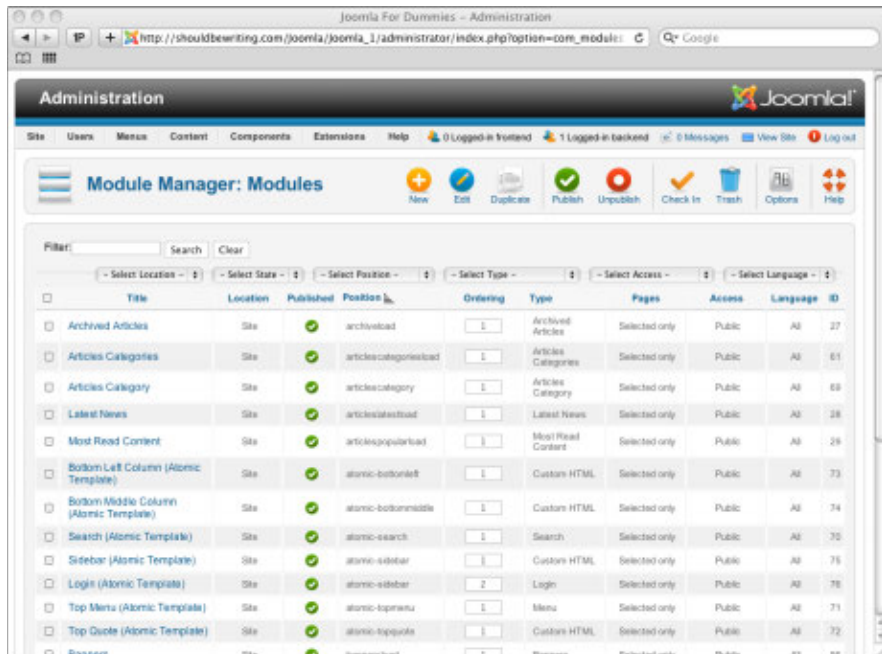 Joomla For Dummies - Administration
http://shouldbewriting.com/Joomla/Joomla_1/administrator/index.php?option=com_module: Google
Administration Joomla!
Site Users Menus Content Components Extensions Help 0 Logged-in frontend 1 Logged-in backend 0 Messages View Site Log out
Module Manager: Modules New Edit Duplicate Publish Unpublish Check In Trash Options Help
Filter: Search Clear
- Select Location - - Select State - - Select Position - - Select Type - - Select Access - - Select Language -
Title Location Published Position Ordering Type Pages Access Language ID
Archived Articles Site archiveload 1 Archived Articles Selected only Public All 27
Articles Categories Site articlescategoriesload 1 Articles Categories Selected only Public All 61
Articles Category Site articlescategory 1 Articles Category Selected only Public All 69
Latest News Site articleslatestload 1 Latest News Selected only Public All 28
Most Read Content Site articlespopularload 1 Most Read Content Selected only Public All 29
Bottom Left Column (Atomic Template) Site atomic-bottomleft 1 Custom HTML Selected only Public All 73
Bottom Middle Column (Atomic Template) Site atomic-bottommiddle 1 Custom HTML Selected only Public All 74
Search (Atomic Template) Site atomic-search 1 Search Selected only Public All 70
Sidebar (Atomic Template) Site atomic-sidebar 1 Custom HTML Selected only Public All 75
Login (Atomic Template) Site atomic-sidebar 2 Login Selected only Public All 76
Top Menu (Atomic Template) Site atomic-topmenu 1 Menu Selected only Public All 71
Top Quote (Atomic Template) Site atomic-topquote 1 Custom HTML Selected only Public All 72